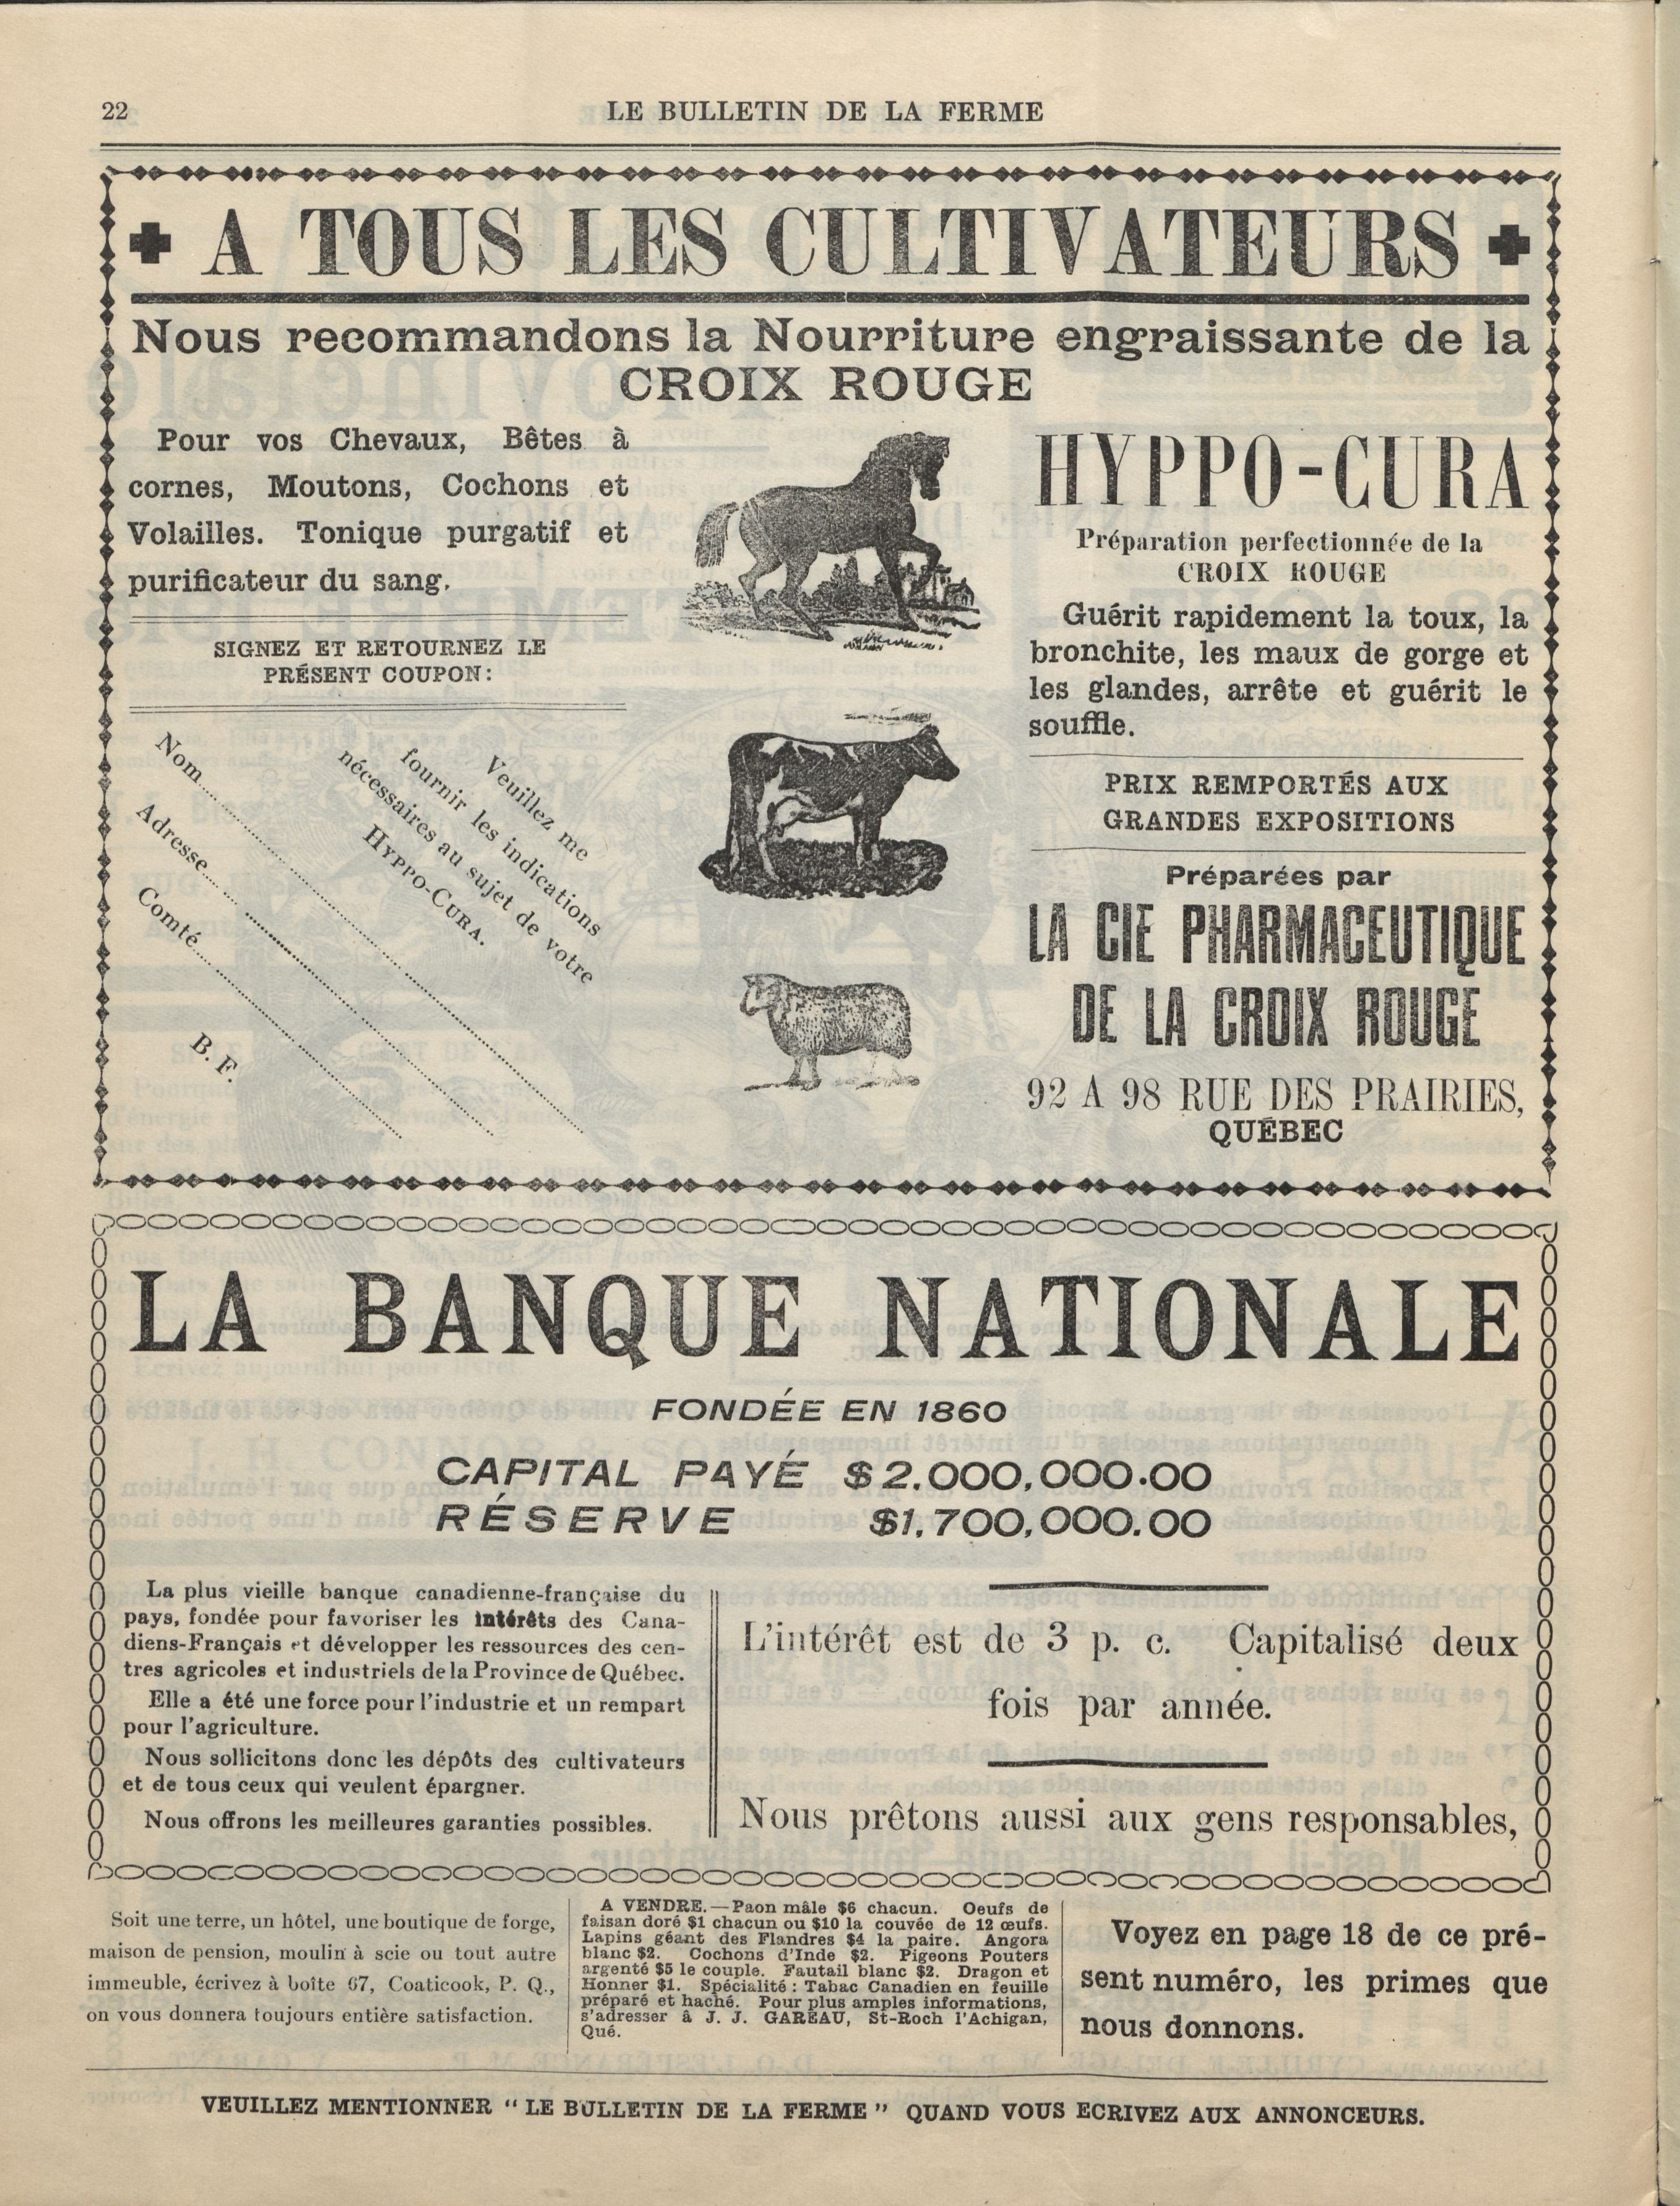 22
LE BULLETIN DE LA FERME
A TOUS LES CULTIVATEURS
Nous recommandons la Nourriture engraissante de la
CROIX ROUGE
Pour vos Chevaux, Bêtes à
cornes, Moutons, Cochons et
Volailles. Tonique purgatif et
purificateur du sang.
SIGNEZ ET RETOURNEZ LE
PRÉSENT COUPON:
Veuillez me
fournir les indications
nécessaires au sujet de votre
HYPPO-CURA.
Nom
Adresse
Comté
B. F.
HYPPO-CURA
Préparation perfectionnée de la
CROIX ROUGE
Guérit rapidement la toux, la
bronchite, les maux de gorge et
les glandes, arrête et guérit le
souffle.
PRIX REMPORTÉS AUX
GRANDES EXPOSITIONS
Préparées par
LA CIE PHARMACEUTIQUE
DE LA CROIX ROUGE
92 A 98 RUE DES PRAIRIES,
QUÉBEC
LA BANQUE NATIONALE
FONDÉE EN 1860
CAPITAL PAYÉ $2.000,000.00
RÉSERVE $1,700,000.00
La plus vieille banque canadienne-française du
pays, fondée pour favoriser les intérêts des Cana-
diens-Français et développer les ressources des cen-
tres agricoles et industriels de la Province de Québec.
Elle a été une force pour l'industrie et un rempart
pour l'agriculture.
Nous sollicitons donc les dépôts des cultivateurs
et de tous ceux qui veulent épargner.
Nous offrons les meilleures garanties possibles.
L'intérêt est de 3 p. c. Capitalisé deux
fois par année.
Nous prêtons aussi aux gens responsables,
Soit une terre, un hôtel, une boutique de forge,
maison de pension, moulin à scie ou tout autre
immeuble, écrivez à boîte 67, Coaticook, P. Q.,
on vous donnera toujours entière satisfaction.
A VENDRE.—Paon mâle $6 chacun. Oeufs de
faisan doré $1 chacun ou $10 la couvée de 12 œufs.
Lapins géant des Flandres $4 la paire. Angora
blanc $2. Cochons d'Inde $2. Pigeons Pouters
argenté $5 le couple. Fautail blanc $2. Dragon et
Honner $1. Spécialité : Tabac Canadien en feuille
préparé et haché. Pour plus amples informations,
s'adresser à J. J. GAREAU, St-Roch l'Achigan,
Qué.
Voyez en page 18 de ce pré-
sent numéro, les primes que
nous donnons.
VEUILLEZ MENTIONNER " LE BULLETIN DE LA FERME " QUAND VOUS ECRIVEZ AUX ANNONCEURS.